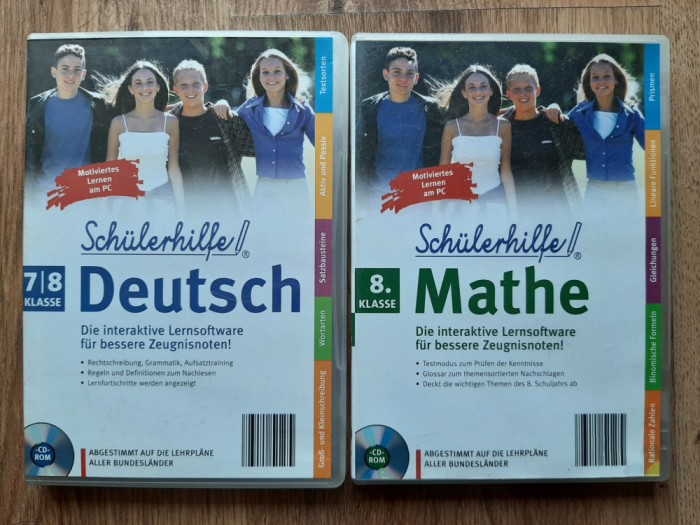 Motiviertes
Lernen
am PC
Schülerhilfe!®
7|8
KLASSE
Deutsch
Die interaktive Lernsoftware
für bessere Zeugnisnoten!
• Rechtschreibung, Grammatik, Aufsatztraining
• Regeln und Definitionen zum Nachlesen
• Lernfortschritte werden angezeigt
CD-
ROM
ABGESTIMMT AUF DIE LEHRPLÄNE
ALLER BUNDESLÄNDER
Textsorten
Aktiv und Passiv
Satzbausteine
Wortarten
Groß- und Kleinschreibung
Motiviertes
Lernen
am PC
Schülerhilfe!®
8.
KLASSE
Mathe
Die interaktive Lernsoftware
für bessere Zeugnisnoten!
• Testmodus zum Prüfen der Kenntnisse
• Glossar zum themensortierten Nachschlagen
• Deckt die wichtigen Themen des 8. Schuljahrs ab
CD-
ROM
ABGESTIMMT AUF DIE LEHRPLÄNE
ALLER BUNDESLÄNDER
Prismen
Lineare Funktionen
Gleichungen
Binomische Formeln
Rationale Zahlen